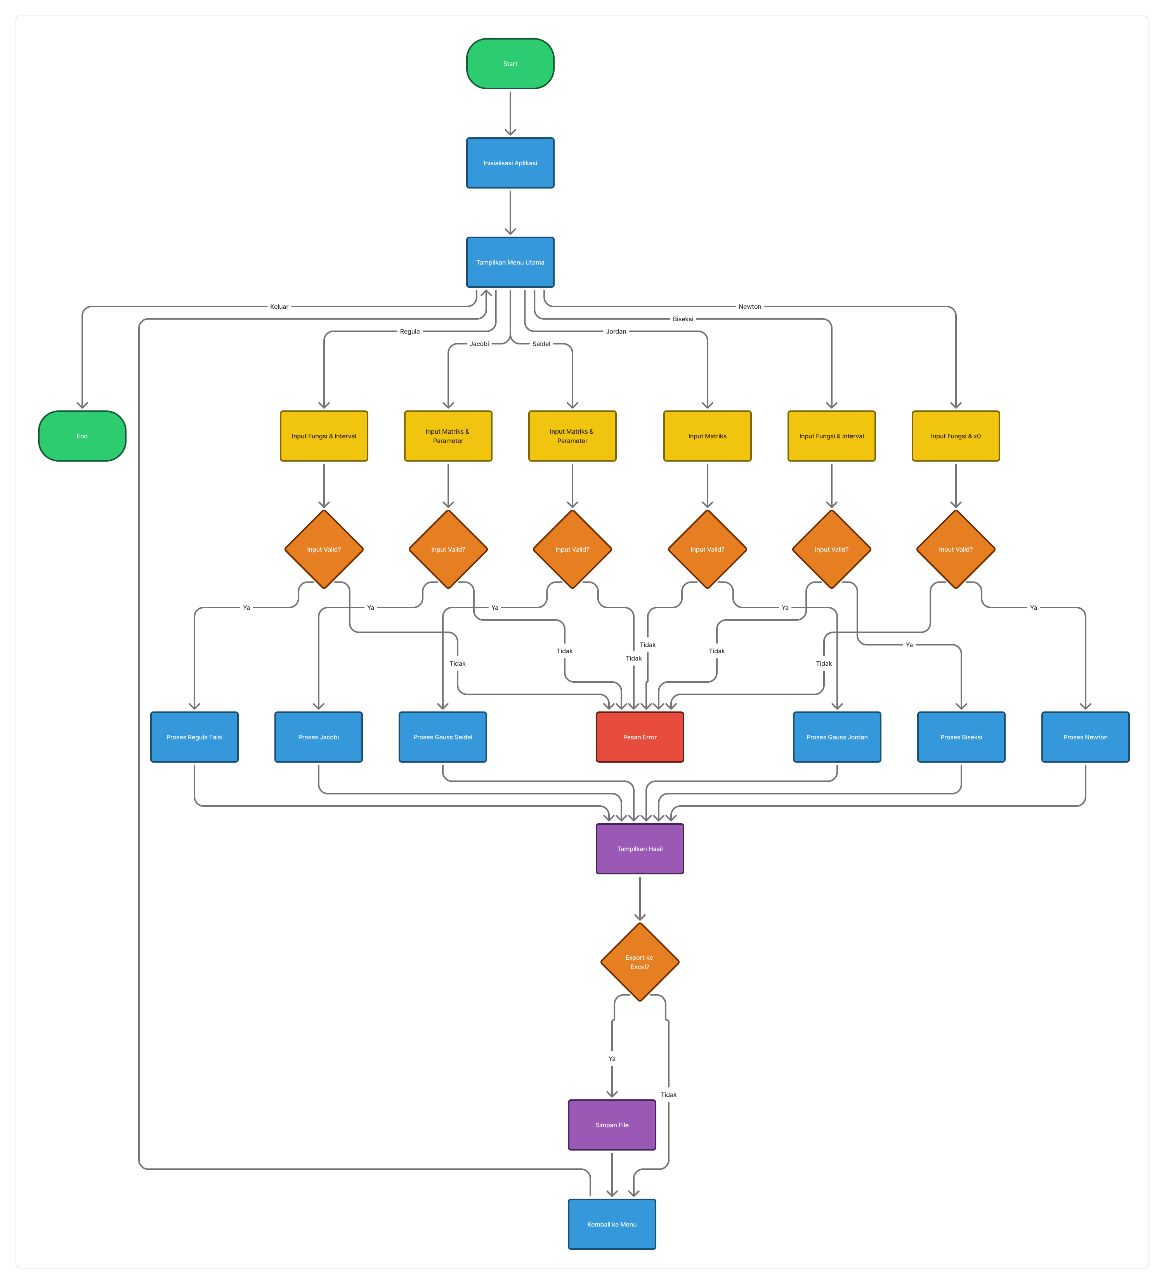 Start
Inisialisasi Aplikasi
Tampilkan Menu Utama
Keluar
Newton
Biseksi
Regula
Jordan
Jacobi
Seidel
End
Input Fungsi & Interval
Input Matriks &
Parameter
Input Matriks &
Parameter
Input Matriks
Input Fungsi & Interval
Input Fungsi & x0
Input Valid?
Input Valid?
Input Valid?
Input Valid?
Input Valid?
Input Valid?
Ya
Ya
Ya
Ya
Ya
Ya
Tidak
Tidak
Tidak
Tidak
Tidak
Tidak
Proses Regula Falsi
Proses Jacobi
Proses Gauss Seidel
Pesan Error
Proses Gauss Jordan
Proses Biseksi
Proses Newton
Tampilkan Hasil
Export ke
Excel?
Ya
Tidak
Simpan File
Kembali ke Menu